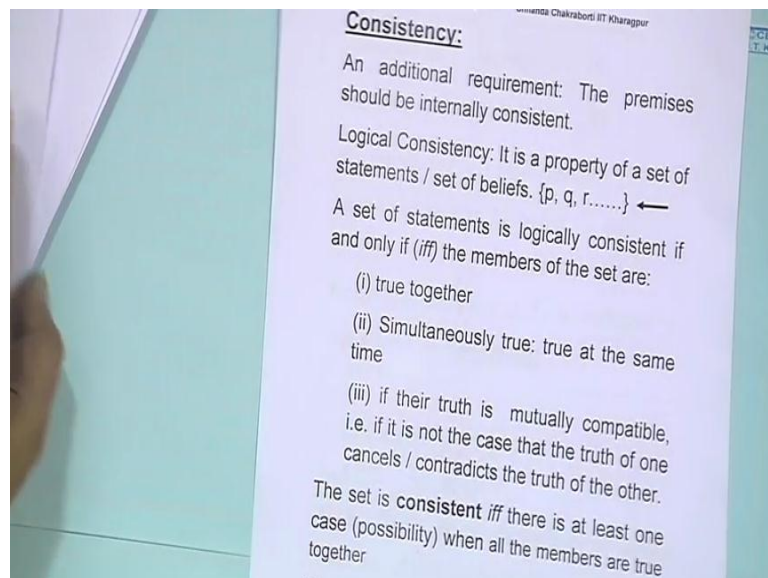 Chakraborti IIT Kharagpur
Consistency:
An additional requirement: The premises
should be internally consistent.
Logical Consistency: It is a property of a set of
statements / set of beliefs. {p, q, r......} ←
A set of statements is logically consistent if
and only if (iff) the members of the set are:
(i) true together
(ii) Simultaneously true: true at the same
time
(iii) if their truth is mutually compatible,
i.e. if it is not the case that the truth of one
cancels / contradicts the truth of the other.
The set is consistent iff there is at least one
case (possibility) when all the members are true
together